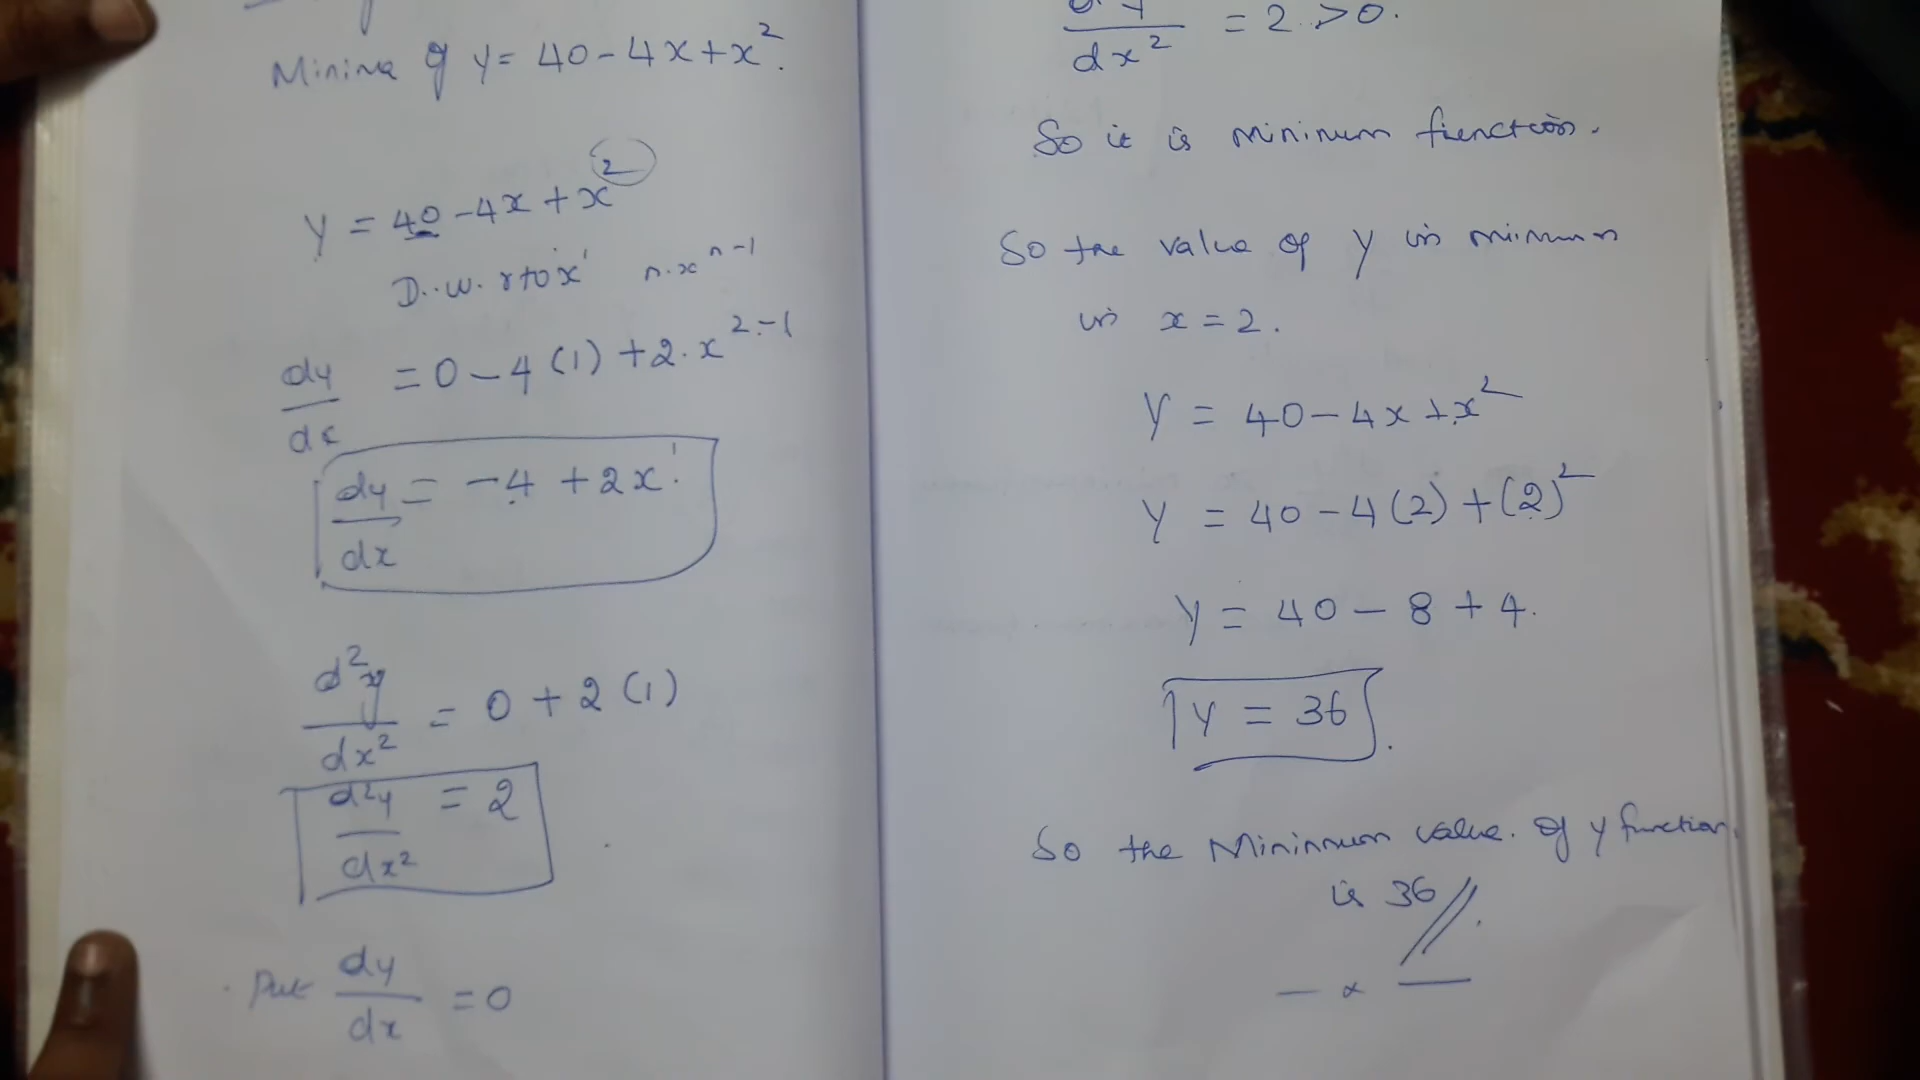 Minima of y = 40 - 4x + x².
y = 40 - 4x + x²
D.w.r to 'x' n.xⁿ⁻¹
dy/dx = 0 - 4(1) + 2.x²⁻¹
dy/dx = -4 + 2x¹.
d²y/dx² = 0 + 2(1)
d²y/dx² = 2
Put dy/dx = 0
d²y/dx² = 2 > 0.
So it is minimum function.
So the value of y in minimum
in x = 2.
y = 40 - 4x + x²
y = 40 - 4(2) + (2)²
y = 40 - 8 + 4.
y = 36.
So the Minimum value. of y function.
is 36 //.
— x —